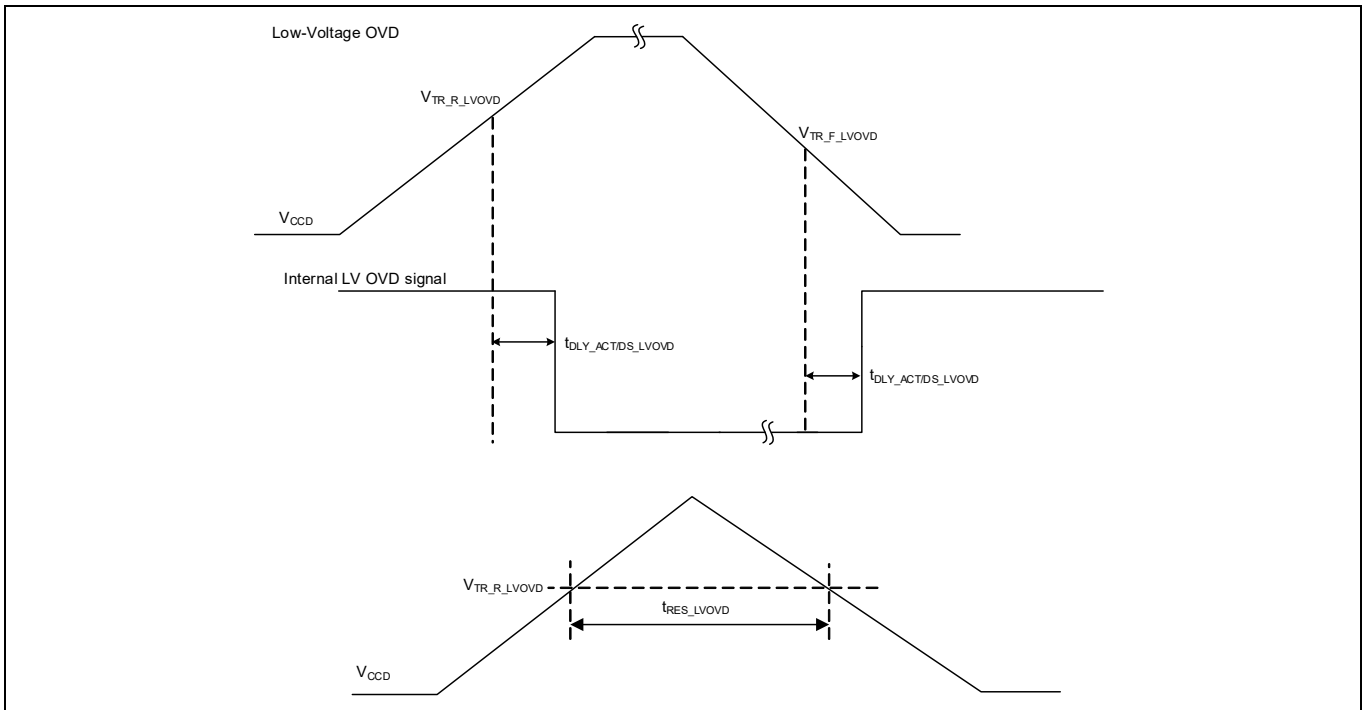 Low-Voltage OVD
VTR_R_LVOVD
VTR_F_LVOVD
VCCD
Internal LV OVD signal
tDLY_ACT/DS_LVOVD
tDLY_ACT/DS_LVOVD
VTR_R_LVOVD
tRES_LVOVD
VCCD